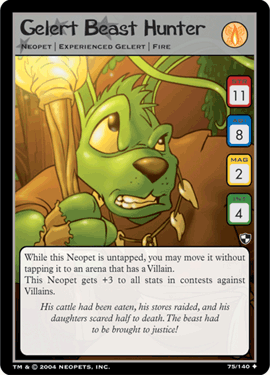 Gelert Beast Hunter
Neopet | Experienced Gelert | Fire
11
8
MAG
2
4
While this Neopet is untapped, you may move it without
tapping it to an arena that has a Villain.
This Neopet gets +3 to all stats in contests against
Villains.
His cattle had been eaten, his stores raided, and his
daughters scared half to death. The beast had
to be brought to justice!
TM & © 2004 NEOPETS, INC.
75/140